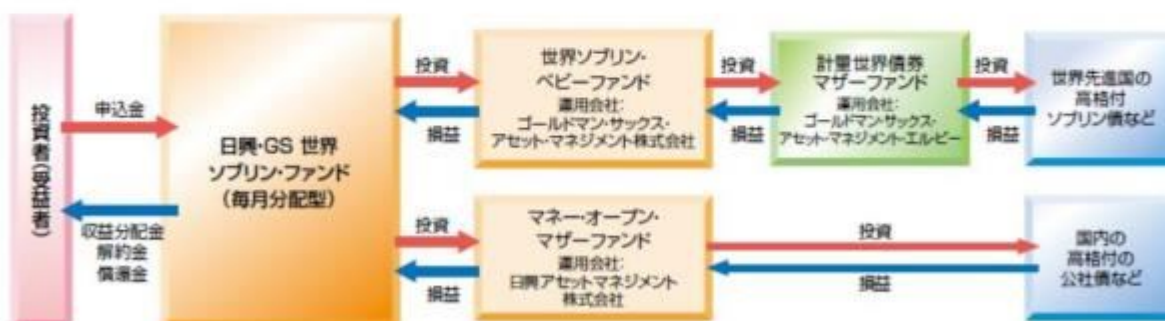 投資者(受益者)
申込金
収益分配金
解約金
償還金
日興・GS 世界
ソブリン・ファンド
(毎月分配型)
投資
損益
世界ソブリン・
ベビーファンド
運用会社:
ゴールドマン・サックス・
アセット・マネジメント株式会社
投資
損益
計量世界債券
マザーファンド
運用会社:
ゴールドマン・サックス・
アセット・マネジメント・エルピー
投資
損益
世界先進国の
高格付
ソブリン債など
投資
損益
マネー・オープン・
マザーファンド
運用会社:
日興アセットマネジメント
株式会社
投資
損益
国内の
高格付の
公社債など